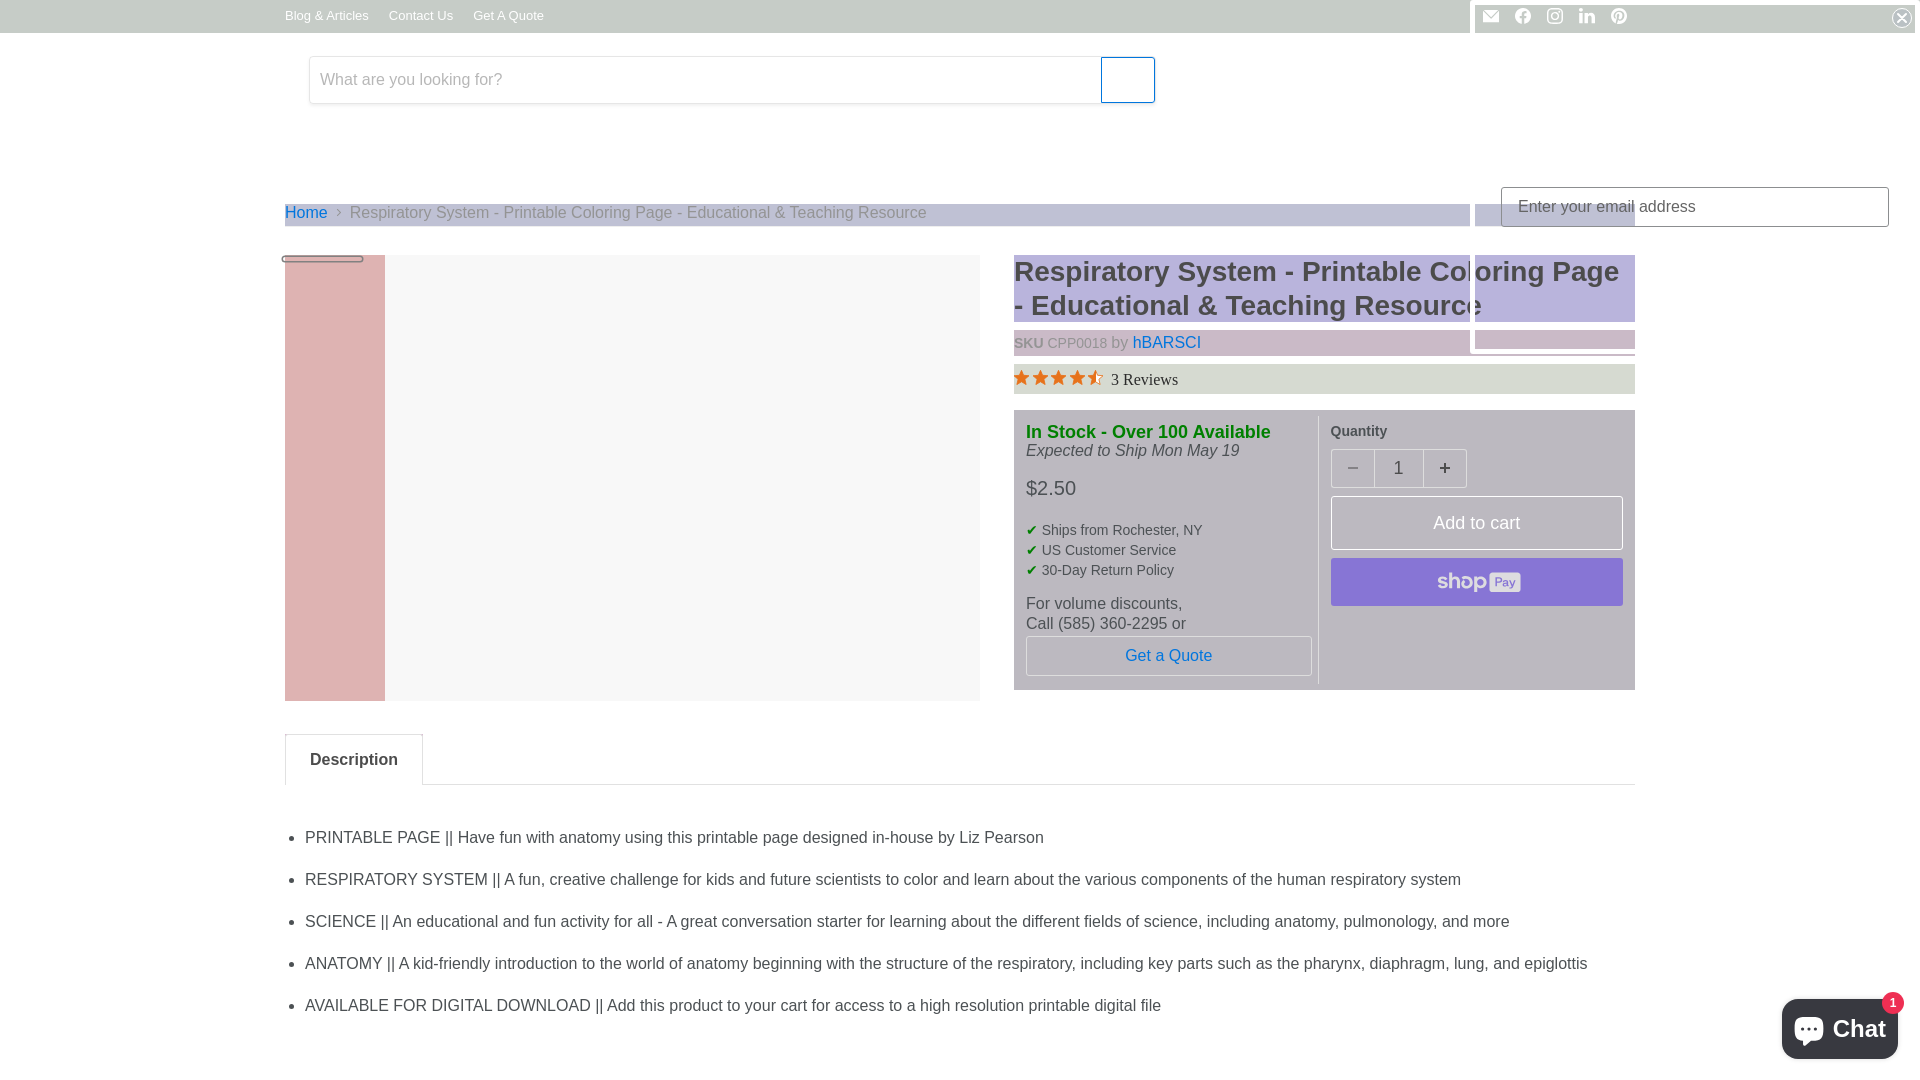 Blog & Articles Contact Us Get A Quote
What are you looking for?
Enter your email address
Home › Respiratory System - Printable Coloring Page - Educational & Teaching Resource
Respiratory System - Printable Coloring Page
- Educational & Teaching Resource
SKU CPP0018 by hBARSCI
3 Reviews
In Stock - Over 100 Available
Expected to Ship Mon May 19
$2.50
✔ Ships from Rochester, NY
✔ US Customer Service
✔ 30-Day Return Policy
For volume discounts,
Call (585) 360-2295 or
Get a Quote
Quantity
− 1 +
Add to cart
shop Pay
Description
• PRINTABLE PAGE || Have fun with anatomy using this printable page designed in-house by Liz Pearson
• RESPIRATORY SYSTEM || A fun, creative challenge for kids and future scientists to color and learn about the various components of the human respiratory system
• SCIENCE || An educational and fun activity for all - A great conversation starter for learning about the different fields of science, including anatomy, pulmonology, and more
• ANATOMY || A kid-friendly introduction to the world of anatomy beginning with the structure of the respiratory, including key parts such as the pharynx, diaphragm, lung, and epiglottis
• AVAILABLE FOR DIGITAL DOWNLOAD || Add this product to your cart for access to a high resolution printable digital file
1
Chat